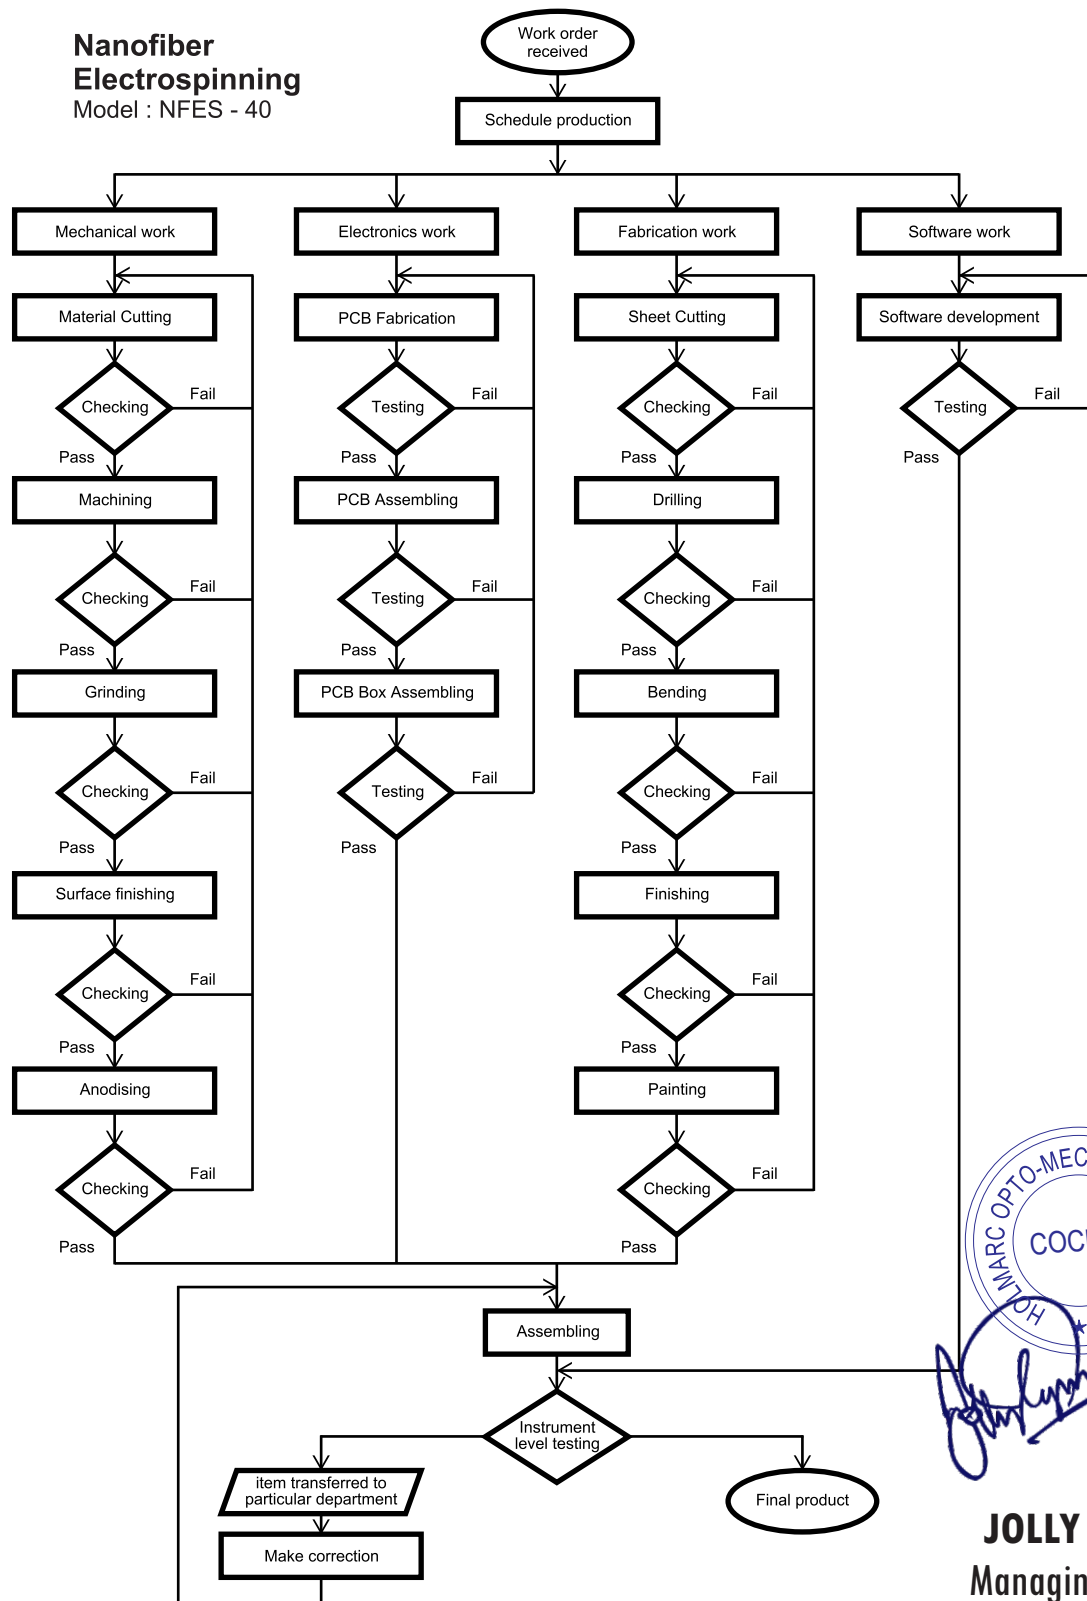 Nanofiber
Electrospinning
Model : NFES - 40
Work order
received
Schedule production
Mechanical work
Electronics work
Fabrication work
Software work
Material Cutting
PCB Fabrication
Sheet Cutting
Software development
Checking
Fail
Testing
Fail
Checking
Fail
Testing
Fail
Pass
Pass
Pass
Pass
Machining
PCB Assembling
Drilling
Checking
Fail
Testing
Fail
Checking
Fail
Pass
Pass
Pass
Grinding
PCB Box Assembling
Bending
Checking
Fail
Testing
Fail
Checking
Fail
Pass
Pass
Pass
Surface finishing
Finishing
Checking
Fail
Checking
Fail
Pass
Pass
Anodising
Painting
Checking
Fail
Checking
Fail
Pass
Pass
HOLMARC OPTO-MEC
COC
Assembling
Instrument
level testing
item transferred to
particular department
Final product
Make correction
JOLLY
Managin